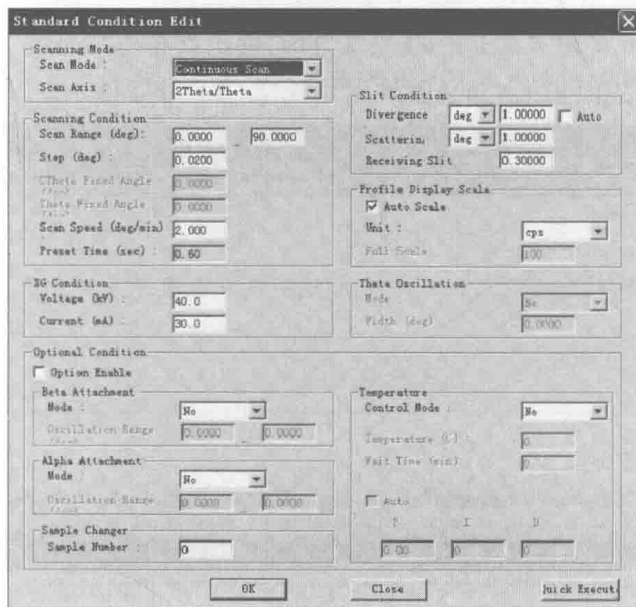 Standard Condition Edit
Scanning Mode
Scan Mode :
Continuous Scan
Scan Axis :
2Theta/Theta
Scanning Condition
Scan Range (deg):
0.0000 - 90.0000
Step (deg) :
0.0200
0.0000
Theta Fixed Angle
0.0000
Scan Speed (deg/min)
2.000
Preset Time (sec) :
0.60
XG Condition
Voltage (kV) :
40.0
Current (mA) :
30.0
Slit Condition
Divergence deg 1.00000 Auto
Scatterin, deg 1.00000
Receiving Slit 0.30000
Profile Display Scale
Auto Scale
Unit :
cps
Full Scale
100
Theta Oscillation
Mode :
No
Width (deg)
0.0000
Optional Condition
Option Enable
Beta Attachment
Mode :
No
Oscillation Range
0.0000 - 0.0000
Alpha Attachment
Mode :
No
Oscillation Range
0.0000 - 0.0000
Sample Changer
Sample Number :
0
Temperature
Control Mode :
No
Temperature (C) :
0
Wait Time (min)
0
Auto
P I D
0.00 0 0
OK Close uick Execut